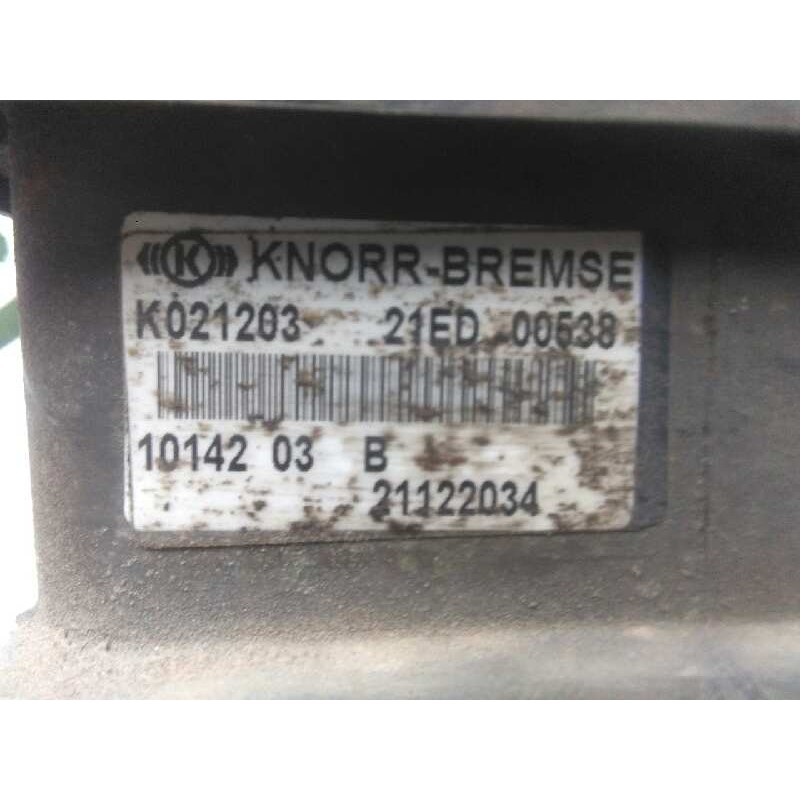 K KNORR-BREMSE
K021203 21ED 00538
10142 03 B
21122034